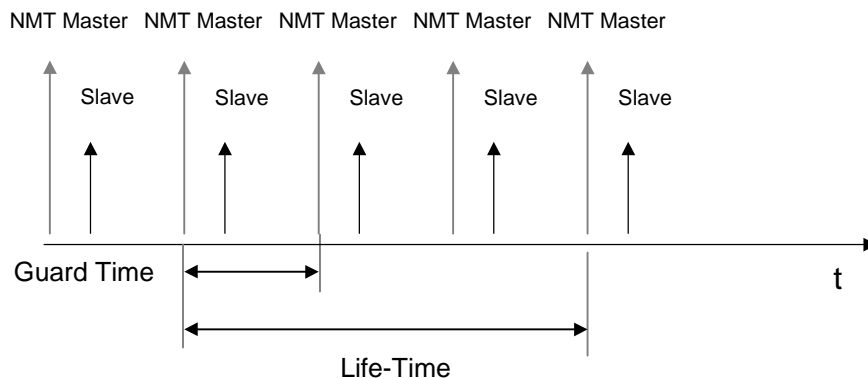 NMT Master NMT Master NMT Master NMT Master NMT Master
Slave Slave Slave Slave Slave
Guard Time t
Life-Time